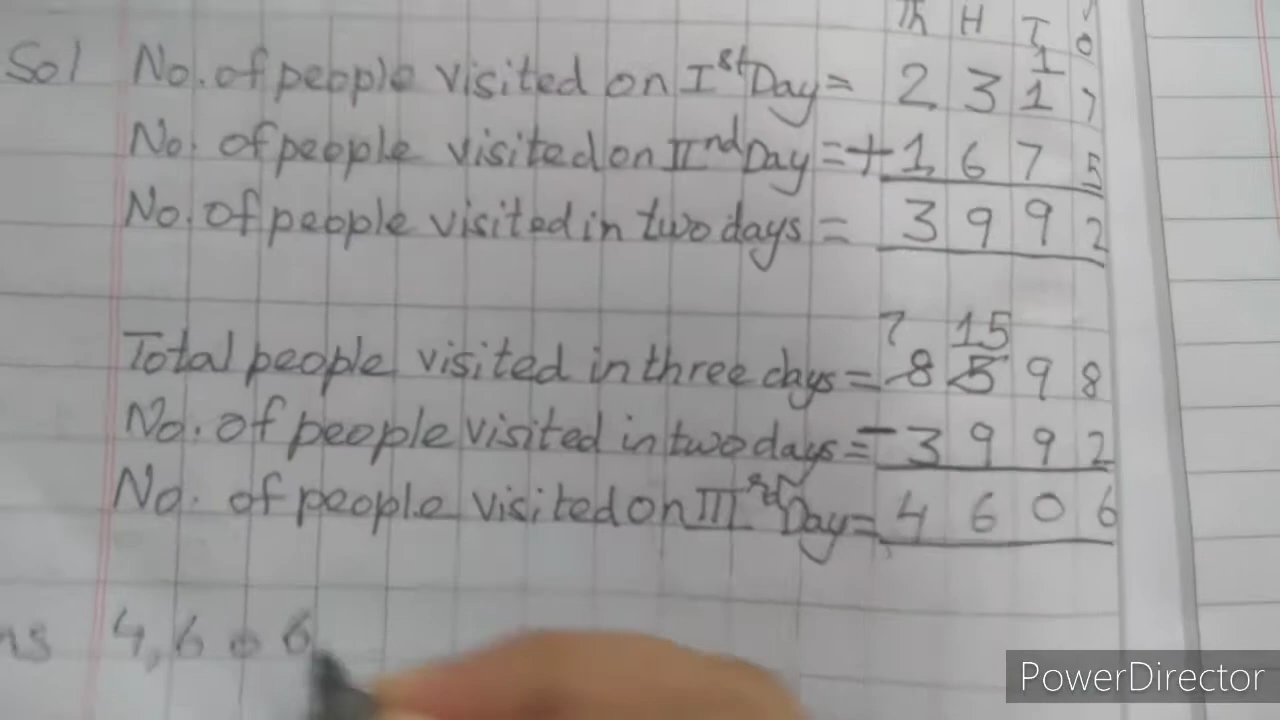 Th H T O
1
Sol No. of people visited on Ist Day = 2 3 1 7
No. of people visited on IInd Day = + 1 6 7 5
No. of people visited in two days = 3 9 9 2
7 15
Total people visited in three days = 8 5 9 8
No. of people visited in two days = - 3 9 9 2
No. of people visited on IIIrd Day = 4 6 0 6
ns 4,606
PowerDirector